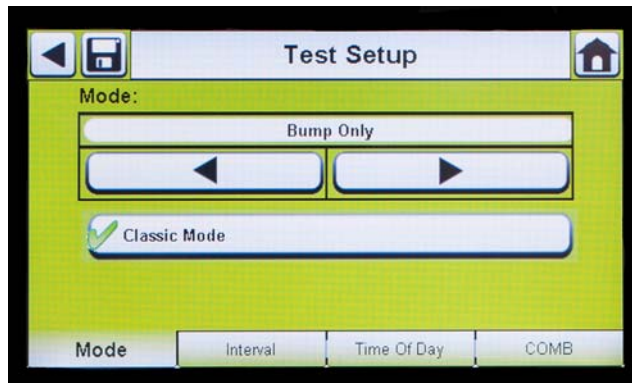 Test Setup
Mode:
Bump Only
Classic Mode
Mode Interval Time Of Day COMB